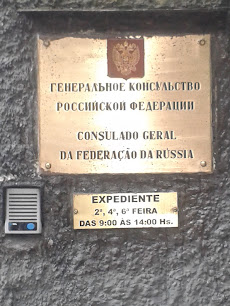 ГЕНЕРАЛЬНОЕ КОНСУЛЬСТВО
РОССИЙСКОЙ ФЕДЕРАЦИИ
CONSULADO GERAL
DA FEDERAÇÃO DA RÚSSIA
EXPEDIENTE
2ª, 4ª, 6ª FEIRA
DAS 9:00 ÀS 14:00 Hs.